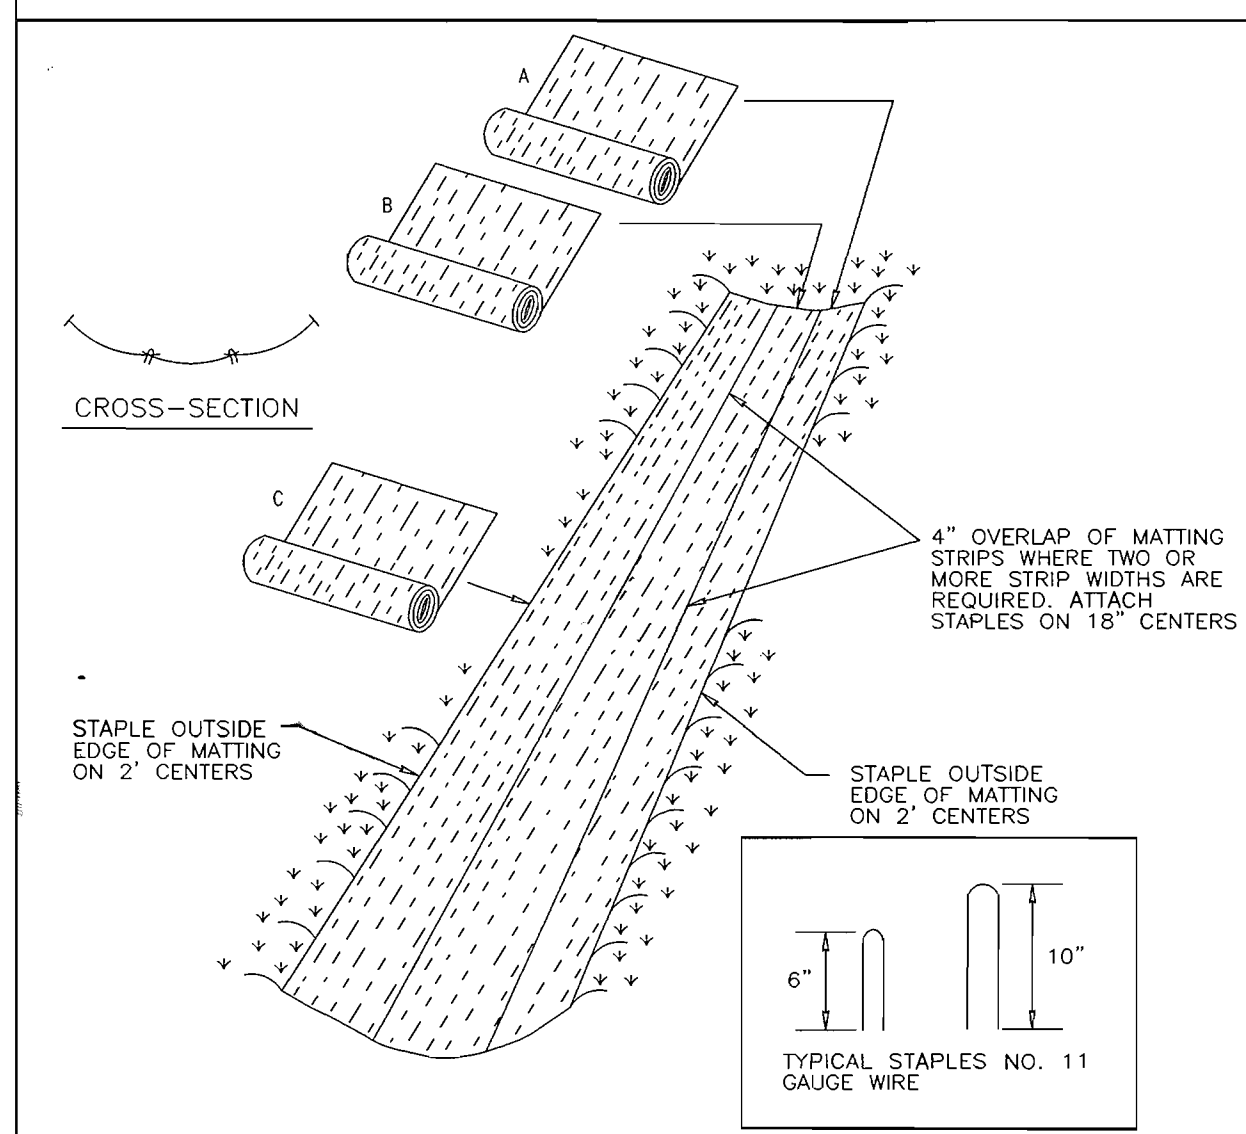 A
B
CROSS-SECTION
C
4" OVERLAP OF MATTING
STRIPS WHERE TWO OR
MORE STRIP WIDTHS ARE
REQUIRED. ATTACH
STAPLES ON 18" CENTERS
STAPLE OUTSIDE
EDGE OF MATTING
ON 2' CENTERS
STAPLE OUTSIDE
EDGE OF MATTING
ON 2' CENTERS
6"
10"
TYPICAL STAPLES NO. 11
GAUGE WIRE